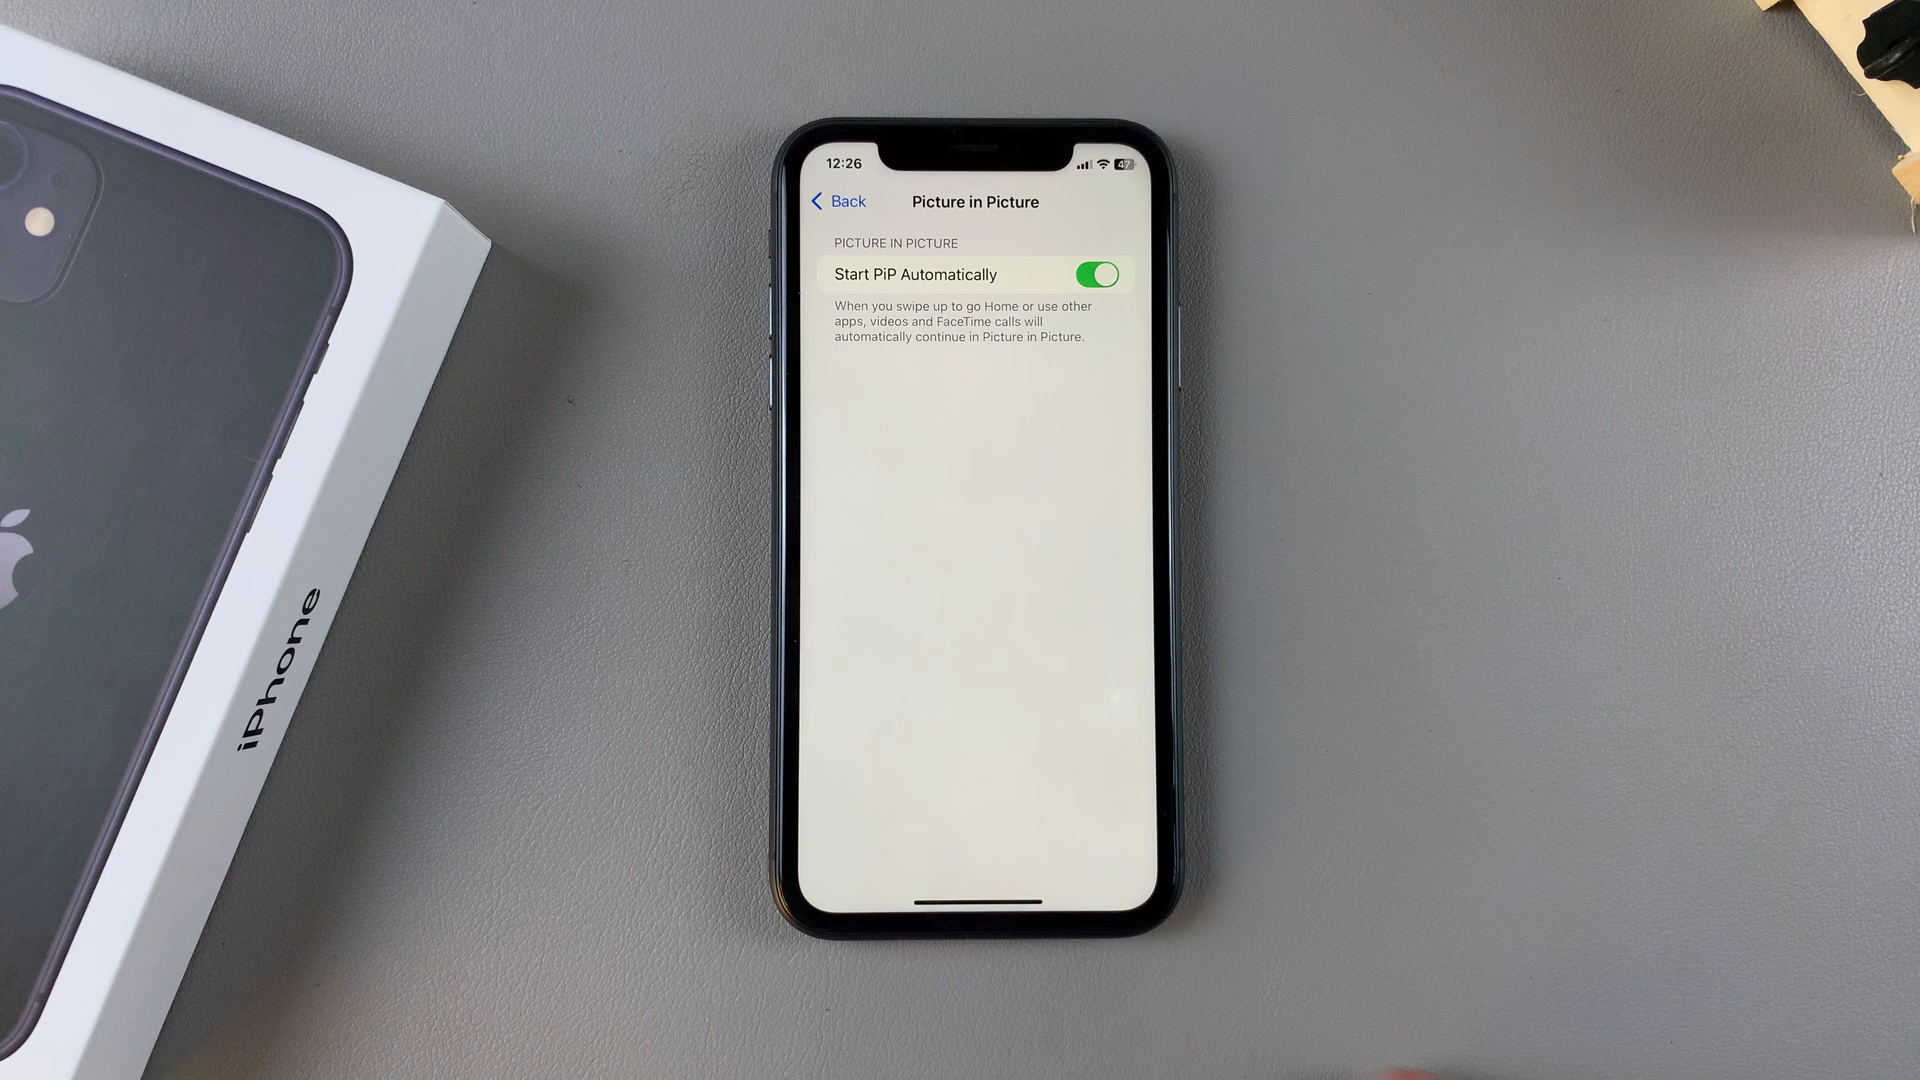 12:26
47
Back
Picture in Picture
PICTURE IN PICTURE
Start PiP Automatically
When you swipe up to go Home or use other
apps, videos and FaceTime calls will
automatically continue in Picture in Picture.
iPhone